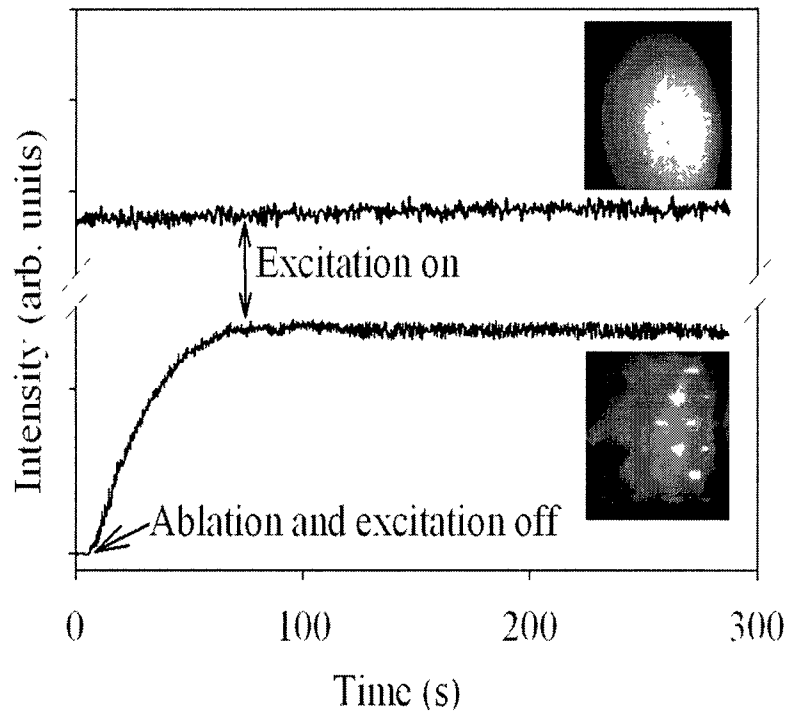 Intensity (arb. units)
Excitation on
Ablation and excitation off
0 100 200 300
Time (s)